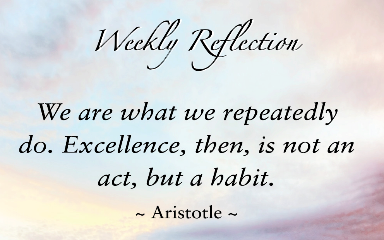 Weekly Reflection
We are what we repeatedly
do. Excellence, then, is not an
act, but a habit.
~ Aristotle ~